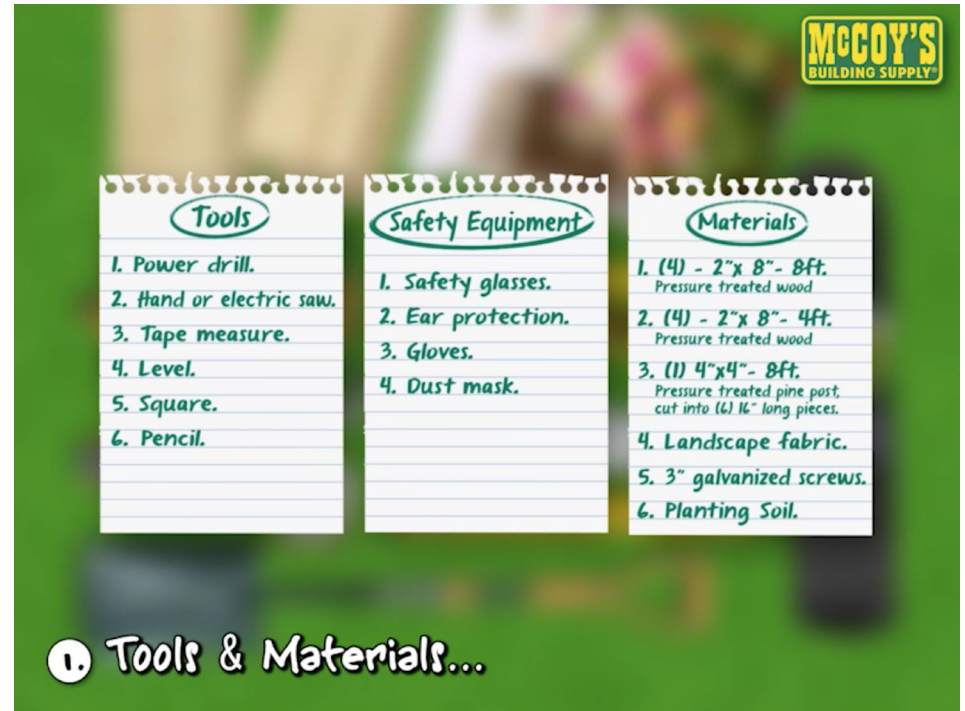 McCOY'S
BUILDING SUPPLY®
Tools
1. Power drill.
2. Hand or electric saw.
3. Tape measure.
4. Level.
5. Square.
6. Pencil.
Safety Equipment
1. Safety glasses.
2. Ear protection.
3. Gloves.
4. Dust mask.
Materials
1. (4) - 2"x 8"- 8ft.
Pressure treated wood
2. (4) - 2"x 8"- 4ft.
Pressure treated wood
3. (1) 4"x4"- 8ft.
Pressure treated pine post,
cut into (6) 16" long pieces.
4. Landscape fabric.
5. 3" galvanized screws.
6. Planting Soil.
1. Tools & Materials...